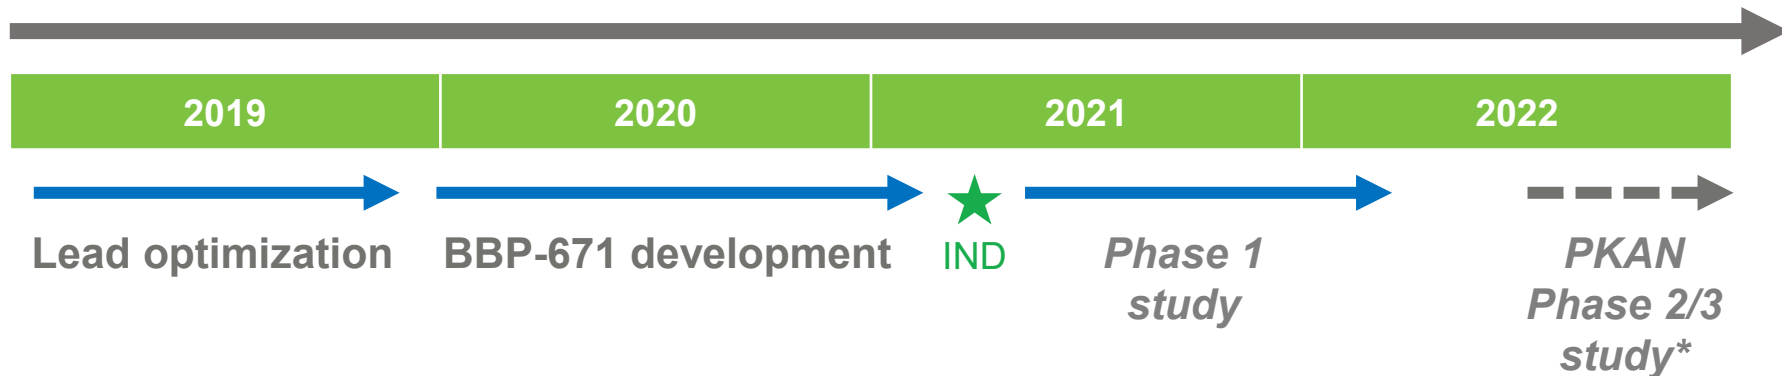 2019 2020 2021 2022
Lead optimization BBP-671 development IND Phase 1 PKAN
study Phase 2/3
study*